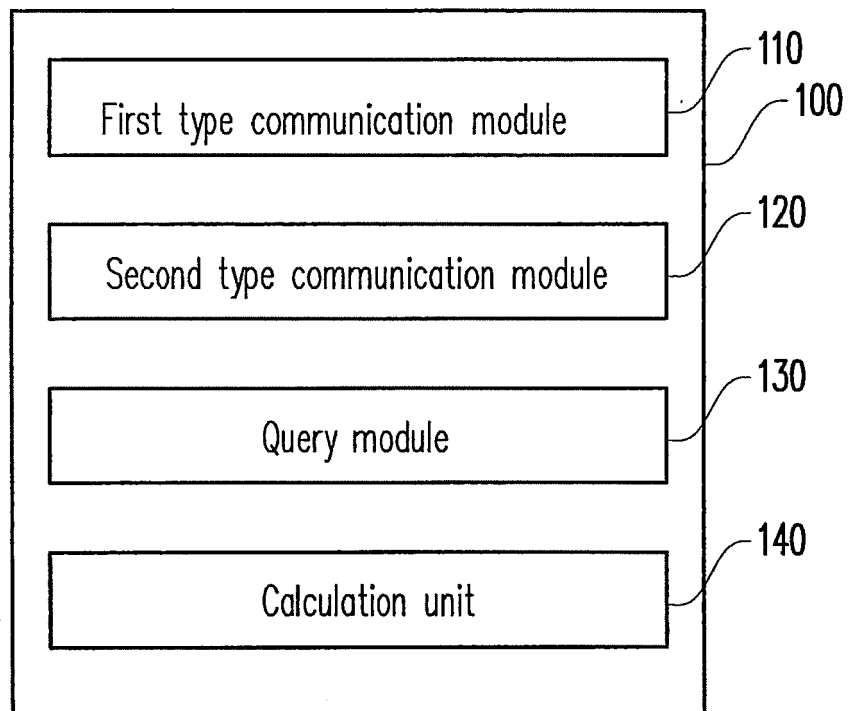 110
First type communication module
100
120
Second type communication module
130
Query module
140
Calculation unit